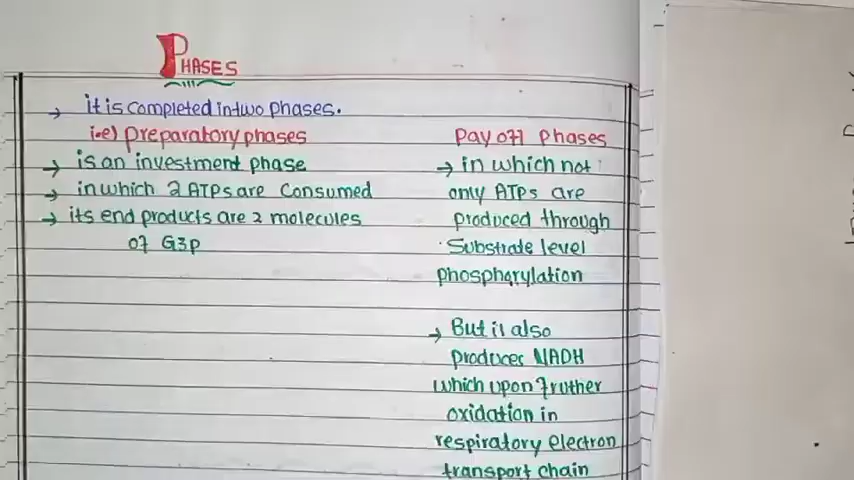 PHASES
→ it is completed in two phases.
i.e) preparatory phases
→ is an investment phase
→ in which 2 ATPs are Consumed
→ its end products are 2 molecules
of G3p
Pay off Phases
→ in which not
only ATPs are
produced through
Substrate level
phosphorylation
→ But it also
produces NADH
which upon fruther
oxidation in
respiratory electron
transport chain